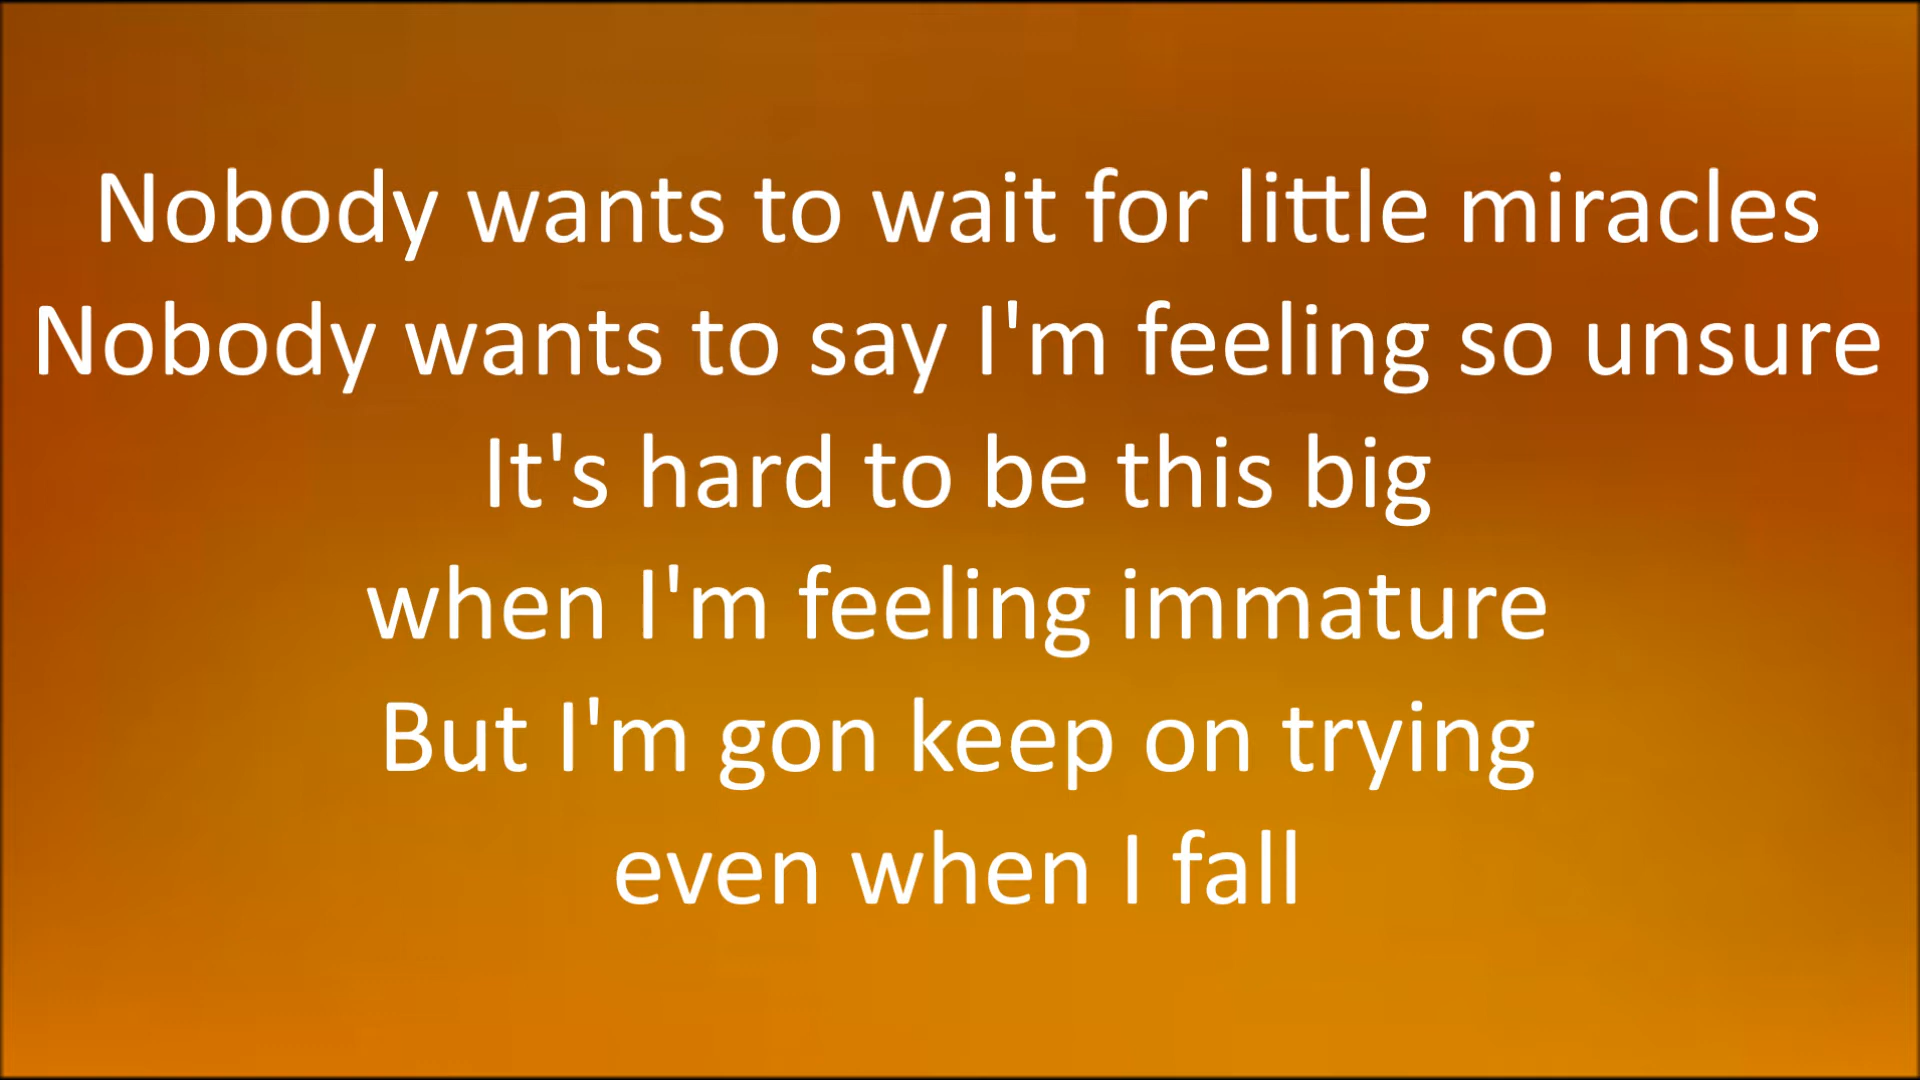 Nobody wants to wait for little miracles
Nobody wants to say I'm feeling so unsure
It's hard to be this big
when I'm feeling immature
But I'm gon keep on trying
even when I fall